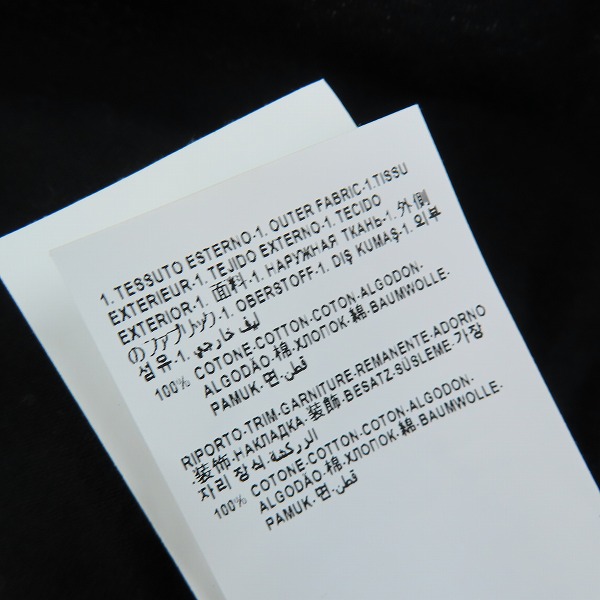 1. TESSUTO ESTERNO-1. OUTER FABRIC-1.TISSU
EXTERIEUR-1. TEJIDO EXTERNO-1. TECIDO
EXTERIOR-1. 面料-1. НАРУЖНАЯ ТКАНЬ-1. 外側
のファブリック-1. OBERSTOFF-1. DIŞ KUMAŞ-1. 외부
섬유-1. ليف خارجي
100% COTONE-COTTON-COTON-ALGODON-
ALGODÃO-棉-ХЛОПОК-綿-BAUMWOLLE-
PAMUK-면-قطن
RIPORTO-TRIM-GARNITURE-REMANENTE-ADORNO
-装飾-НАКЛАДКА-装飾-BESATZ-SÜSLEME-가장
자리 장식-الزركشة
100% COTONE-COTTON-COTON-ALGODON-
ALGODÃO-棉-ХЛОПОК-綿-BAUMWOLLE-
PAMUK-면-قطن